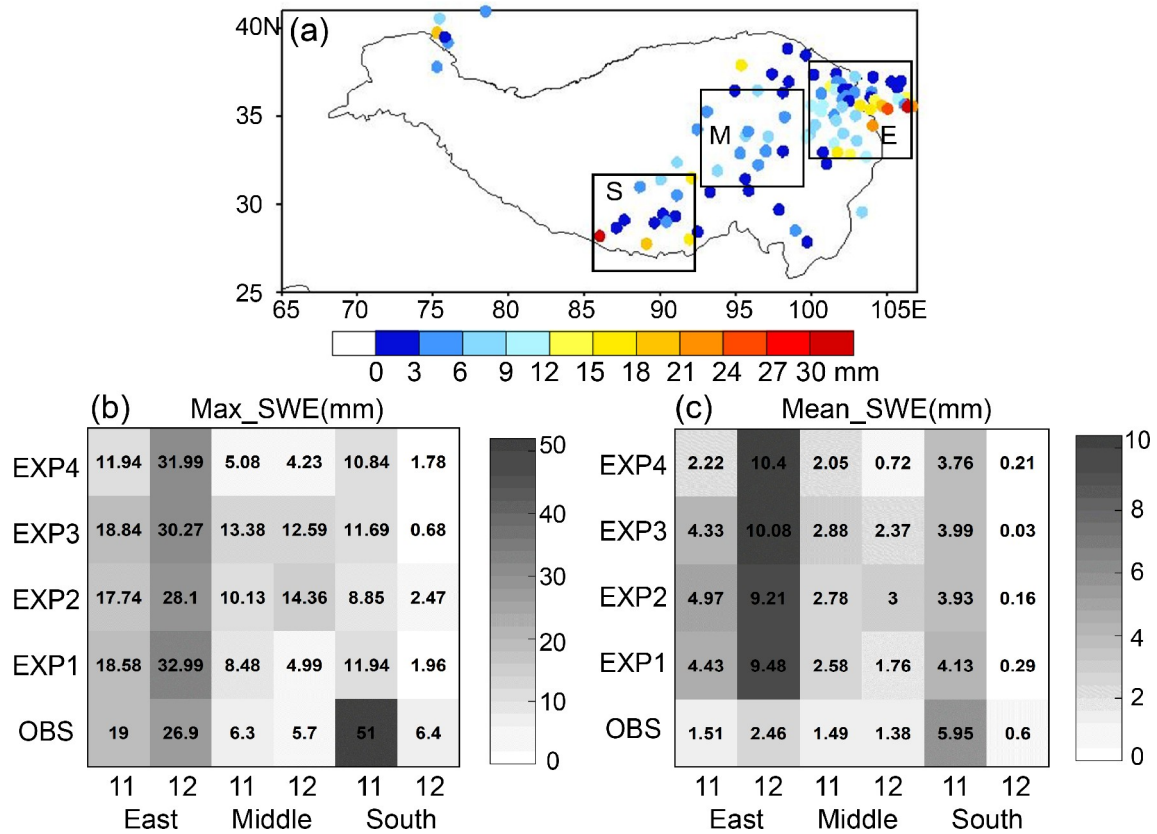 (a)
40N
35
30
25
M
E
S
65 70 75 80 85 90 95 100 105E
0 3 6 9 12 15 18 21 24 27 30 mm
(b) Max_SWE(mm)
EXP4 11.94 31.99 5.08 4.23 10.84 1.78
EXP3 18.84 30.27 13.38 12.59 11.69 0.68
EXP2 17.74 28.1 10.13 14.36 8.85 2.47
EXP1 18.58 32.99 8.48 4.99 11.94 1.96
OBS 19 26.9 6.3 5.7 51 6.4
11 12 11 12 11 12
East Middle South
50
40
30
20
10
0
(c) Mean_SWE(mm)
EXP4 2.22 10.4 2.05 0.72 3.76 0.21
EXP3 4.33 10.08 2.88 2.37 3.99 0.03
EXP2 4.97 9.21 2.78 3 3.93 0.16
EXP1 4.43 9.48 2.58 1.76 4.13 0.29
OBS 1.51 2.46 1.49 1.38 5.95 0.6
11 12 11 12 11 12
East Middle South
10
8
6
4
2
0